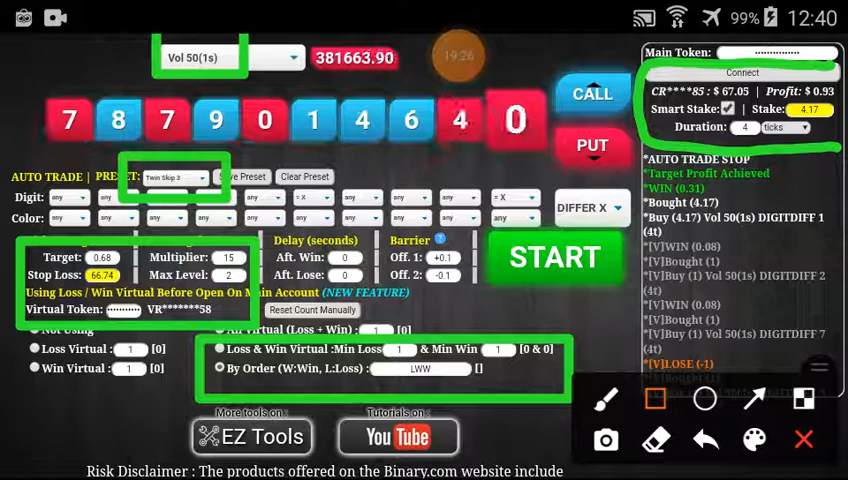 99% 12:40
Vol 50(1s) 381663.90 19:26
Main Token: ••••••••••••••
Connect
CR****85 : $ 67.05 | Profit: $ 0.93
Smart Stake: | Stake: 4.17
Duration: 4 ticks
CALL
7 8 7 9 0 1 4 6 4 0
PUT
AUTO TRADE | PRESET: Twin Skip 3 Save Preset Clear Preset
Digit: any any any any any = X any any any = X
Color: any any any any any any any any any
DIFFER X
Delay (seconds) Barrier ?
Target: 0.68 Multiplier: 15 Aft. Win: 0 Off. 1: +0.1
Stop Loss: 66.74 Max Level: 2 Aft. Lose: 0 Off. 2: -0.1
START
Using Loss / Win Virtual Before Open On Main Account (NEW FEATURE)
Virtual Token: •••••••••• VR*******58 Reset Count Manually
Not Using All Virtual (Loss + Win) : 1 [0]
Loss Virtual : 1 [0] Loss & Win Virtual :Min Loss 1 & Min Win 1 [0 & 0]
Win Virtual : 1 [0] By Order (W:Win, L:Loss) : LWW []
*AUTO TRADE STOP
*Target Profit Achieved
*WIN (0.31)
*Bought (4.17)
*Buy (4.17) Vol 50(1s) DIGITDIFF 1
(4t)
*[V]WIN (0.08)
*[V]Bought (1)
*[V]Buy (1) Vol 50(1s) DIGITDIFF 2
(4t)
*[V]WIN (0.08)
*[V]Bought (1)
*[V]Buy (1) Vol 50(1s) DIGITDIFF 7
(4t)
*[V]LOSE (-1)
More tools on : Tutorials on :
EZ Tools YouTube
Risk Disclaimer : The products offered on the Binary.com website include